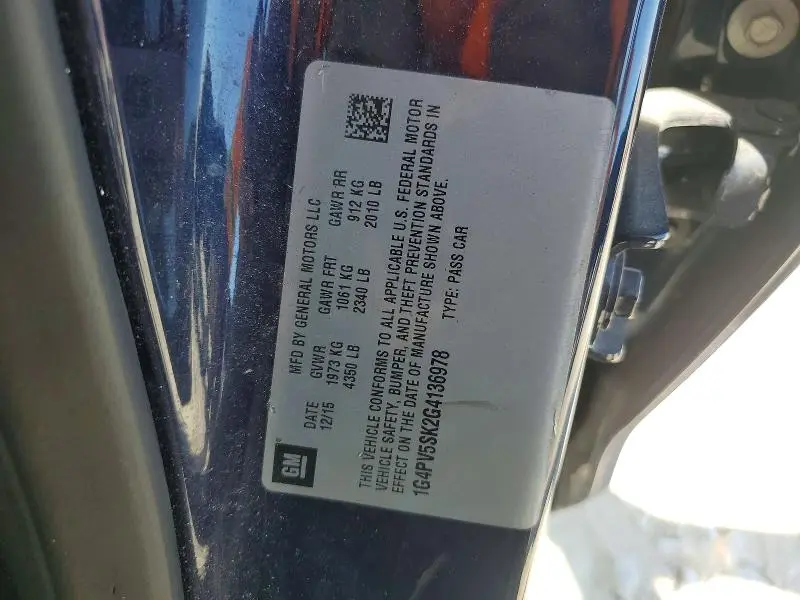 GM
MFD BY GENERAL MOTORS LLC
DATE GVWR GAWR FRT GAWR RR
12/15 1973 KG 1061 KG 912 KG
4350 LB 2340 LB 2010 LB
THIS VEHICLE CONFORMS TO ALL APPLICABLE U.S. FEDERAL MOTOR
VEHICLE SAFETY, BUMPER, AND THEFT PREVENTION STANDARDS IN
EFFECT ON THE DATE OF MANUFACTURE SHOWN ABOVE.
1G4PV5SK2G4136978 TYPE: PASS CAR